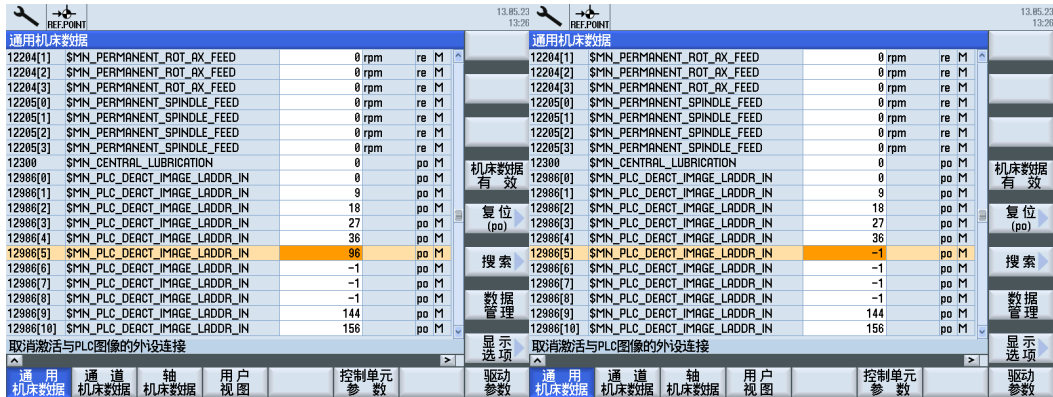 REF.POINT
13.05.23
13:26
通用机床数据
12204[1] $MN_PERMANENT_ROT_AX_FEED 0 rpm re M
12204[2] $MN_PERMANENT_ROT_AX_FEED 0 rpm re M
12204[3] $MN_PERMANENT_ROT_AX_FEED 0 rpm re M
12205[0] $MN_PERMANENT_SPINDLE_FEED 0 rpm re M
12205[1] $MN_PERMANENT_SPINDLE_FEED 0 rpm re M
12205[2] $MN_PERMANENT_SPINDLE_FEED 0 rpm re M
12205[3] $MN_PERMANENT_SPINDLE_FEED 0 rpm re M
12300 $MN_CENTRAL_LUBRICATION 0 po M
12986[0] $MN_PLC_DEACT_IMAGE_LADDR_IN 0 po M
12986[1] $MN_PLC_DEACT_IMAGE_LADDR_IN 9 po M
12986[2] $MN_PLC_DEACT_IMAGE_LADDR_IN 18 po M
12986[3] $MN_PLC_DEACT_IMAGE_LADDR_IN 27 po M
12986[4] $MN_PLC_DEACT_IMAGE_LADDR_IN 36 po M
12986[5] $MN_PLC_DEACT_IMAGE_LADDR_IN 96 po M
12986[6] $MN_PLC_DEACT_IMAGE_LADDR_IN -1 po M
12986[7] $MN_PLC_DEACT_IMAGE_LADDR_IN -1 po M
12986[8] $MN_PLC_DEACT_IMAGE_LADDR_IN -1 po M
12986[9] $MN_PLC_DEACT_IMAGE_LADDR_IN 144 po M
12986[10] $MN_PLC_DEACT_IMAGE_LADDR_IN 156 po M
取消激活与PLC图像的外设连接
机床数据
有 效
复位
(po)
搜索
数据
管理
显示
选项
通 用
机床数据
通 道
机床数据
轴
机床数据
用户
视图
控制单元
参 数
驱动
参数
REF.POINT
13.05.23
13:26
通用机床数据
12204[1] $MN_PERMANENT_ROT_AX_FEED 0 rpm re M
12204[2] $MN_PERMANENT_ROT_AX_FEED 0 rpm re M
12204[3] $MN_PERMANENT_ROT_AX_FEED 0 rpm re M
12205[0] $MN_PERMANENT_SPINDLE_FEED 0 rpm re M
12205[1] $MN_PERMANENT_SPINDLE_FEED 0 rpm re M
12205[2] $MN_PERMANENT_SPINDLE_FEED 0 rpm re M
12205[3] $MN_PERMANENT_SPINDLE_FEED 0 rpm re M
12300 $MN_CENTRAL_LUBRICATION 0 po M
12986[0] $MN_PLC_DEACT_IMAGE_LADDR_IN 0 po M
12986[1] $MN_PLC_DEACT_IMAGE_LADDR_IN 9 po M
12986[2] $MN_PLC_DEACT_IMAGE_LADDR_IN 18 po M
12986[3] $MN_PLC_DEACT_IMAGE_LADDR_IN 27 po M
12986[4] $MN_PLC_DEACT_IMAGE_LADDR_IN 36 po M
12986[5] $MN_PLC_DEACT_IMAGE_LADDR_IN -1 po M
12986[6] $MN_PLC_DEACT_IMAGE_LADDR_IN -1 po M
12986[7] $MN_PLC_DEACT_IMAGE_LADDR_IN -1 po M
12986[8] $MN_PLC_DEACT_IMAGE_LADDR_IN -1 po M
12986[9] $MN_PLC_DEACT_IMAGE_LADDR_IN 144 po M
12986[10] $MN_PLC_DEACT_IMAGE_LADDR_IN 156 po M
取消激活与PLC图像的外设连接
机床数据
有 效
复位
(po)
搜索
数据
管理
显示
选项
通 用
机床数据
通 道
机床数据
轴
机床数据
用户
视图
控制单元
参 数
驱动
参数